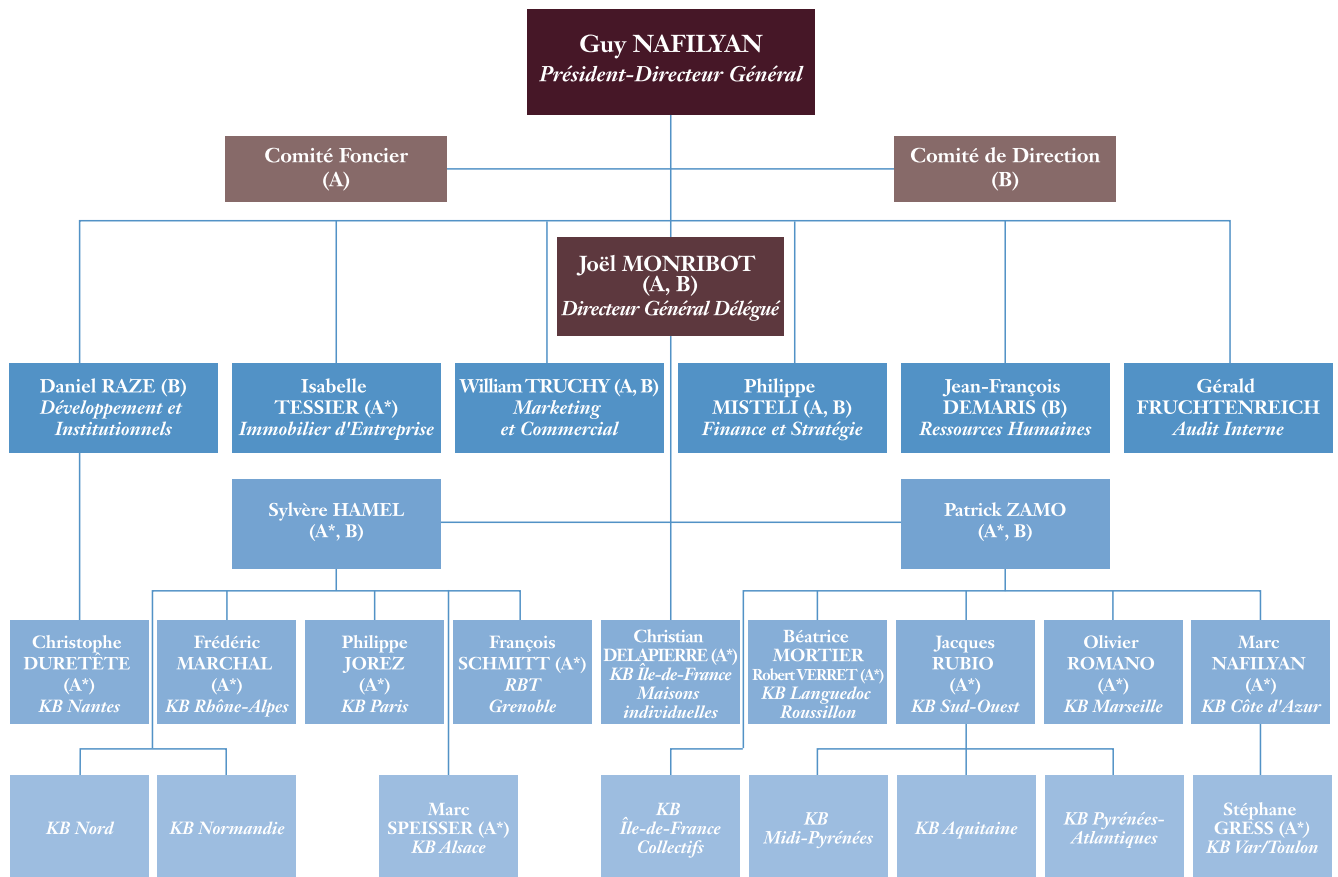 Guy NAFILYAN
Président-Directeur Général
Comité Foncier
(A)
Comité de Direction
(B)
Joël MONRIBOT
(A, B)
Directeur Général Délégué
Daniel RAZE (B)
Développement et
Institutionnels
Isabelle
TESSIER (A*)
Immobilier d'Entreprise
William TRUCHY (A, B)
Marketing
et Commercial
Philippe
MISTELI (A, B)
Finance et Stratégie
Jean-François
DEMARIS (B)
Ressources Humaines
Gérald
FRUCHTENREICH
Audit Interne
Sylvère HAMEL
(A*, B)
Patrick ZAMO
(A*, B)
Christophe
DURETÊTE
(A*)
KB Nantes
Frédéric
MARCHAL
(A*)
KB Rhône-Alpes
Philippe
JOREZ
(A*)
KB Paris
François
SCHMITT (A*)
RBT
Grenoble
Christian
DELAPIERRE (A*)
KB Île-de-France
Maisons
individuelles
Béatrice
MORTIER
Robert VERRET (A*)
KB Languedoc
Roussillon
Jacques
RUBIO
(A*)
KB Sud-Ouest
Olivier
ROMANO
(A*)
KB Marseille
Marc
NAFILYAN
(A*)
KB Côte d'Azur
KB Nord
KB Normandie
Marc
SPEISSER (A*)
KB Alsace
KB
Île-de-France
Collectifs
KB
Midi-Pyrénées
KB Aquitaine
KB Pyrénées-
Atlantiques
Stéphane
GRESS (A*)
KB Var/Toulon